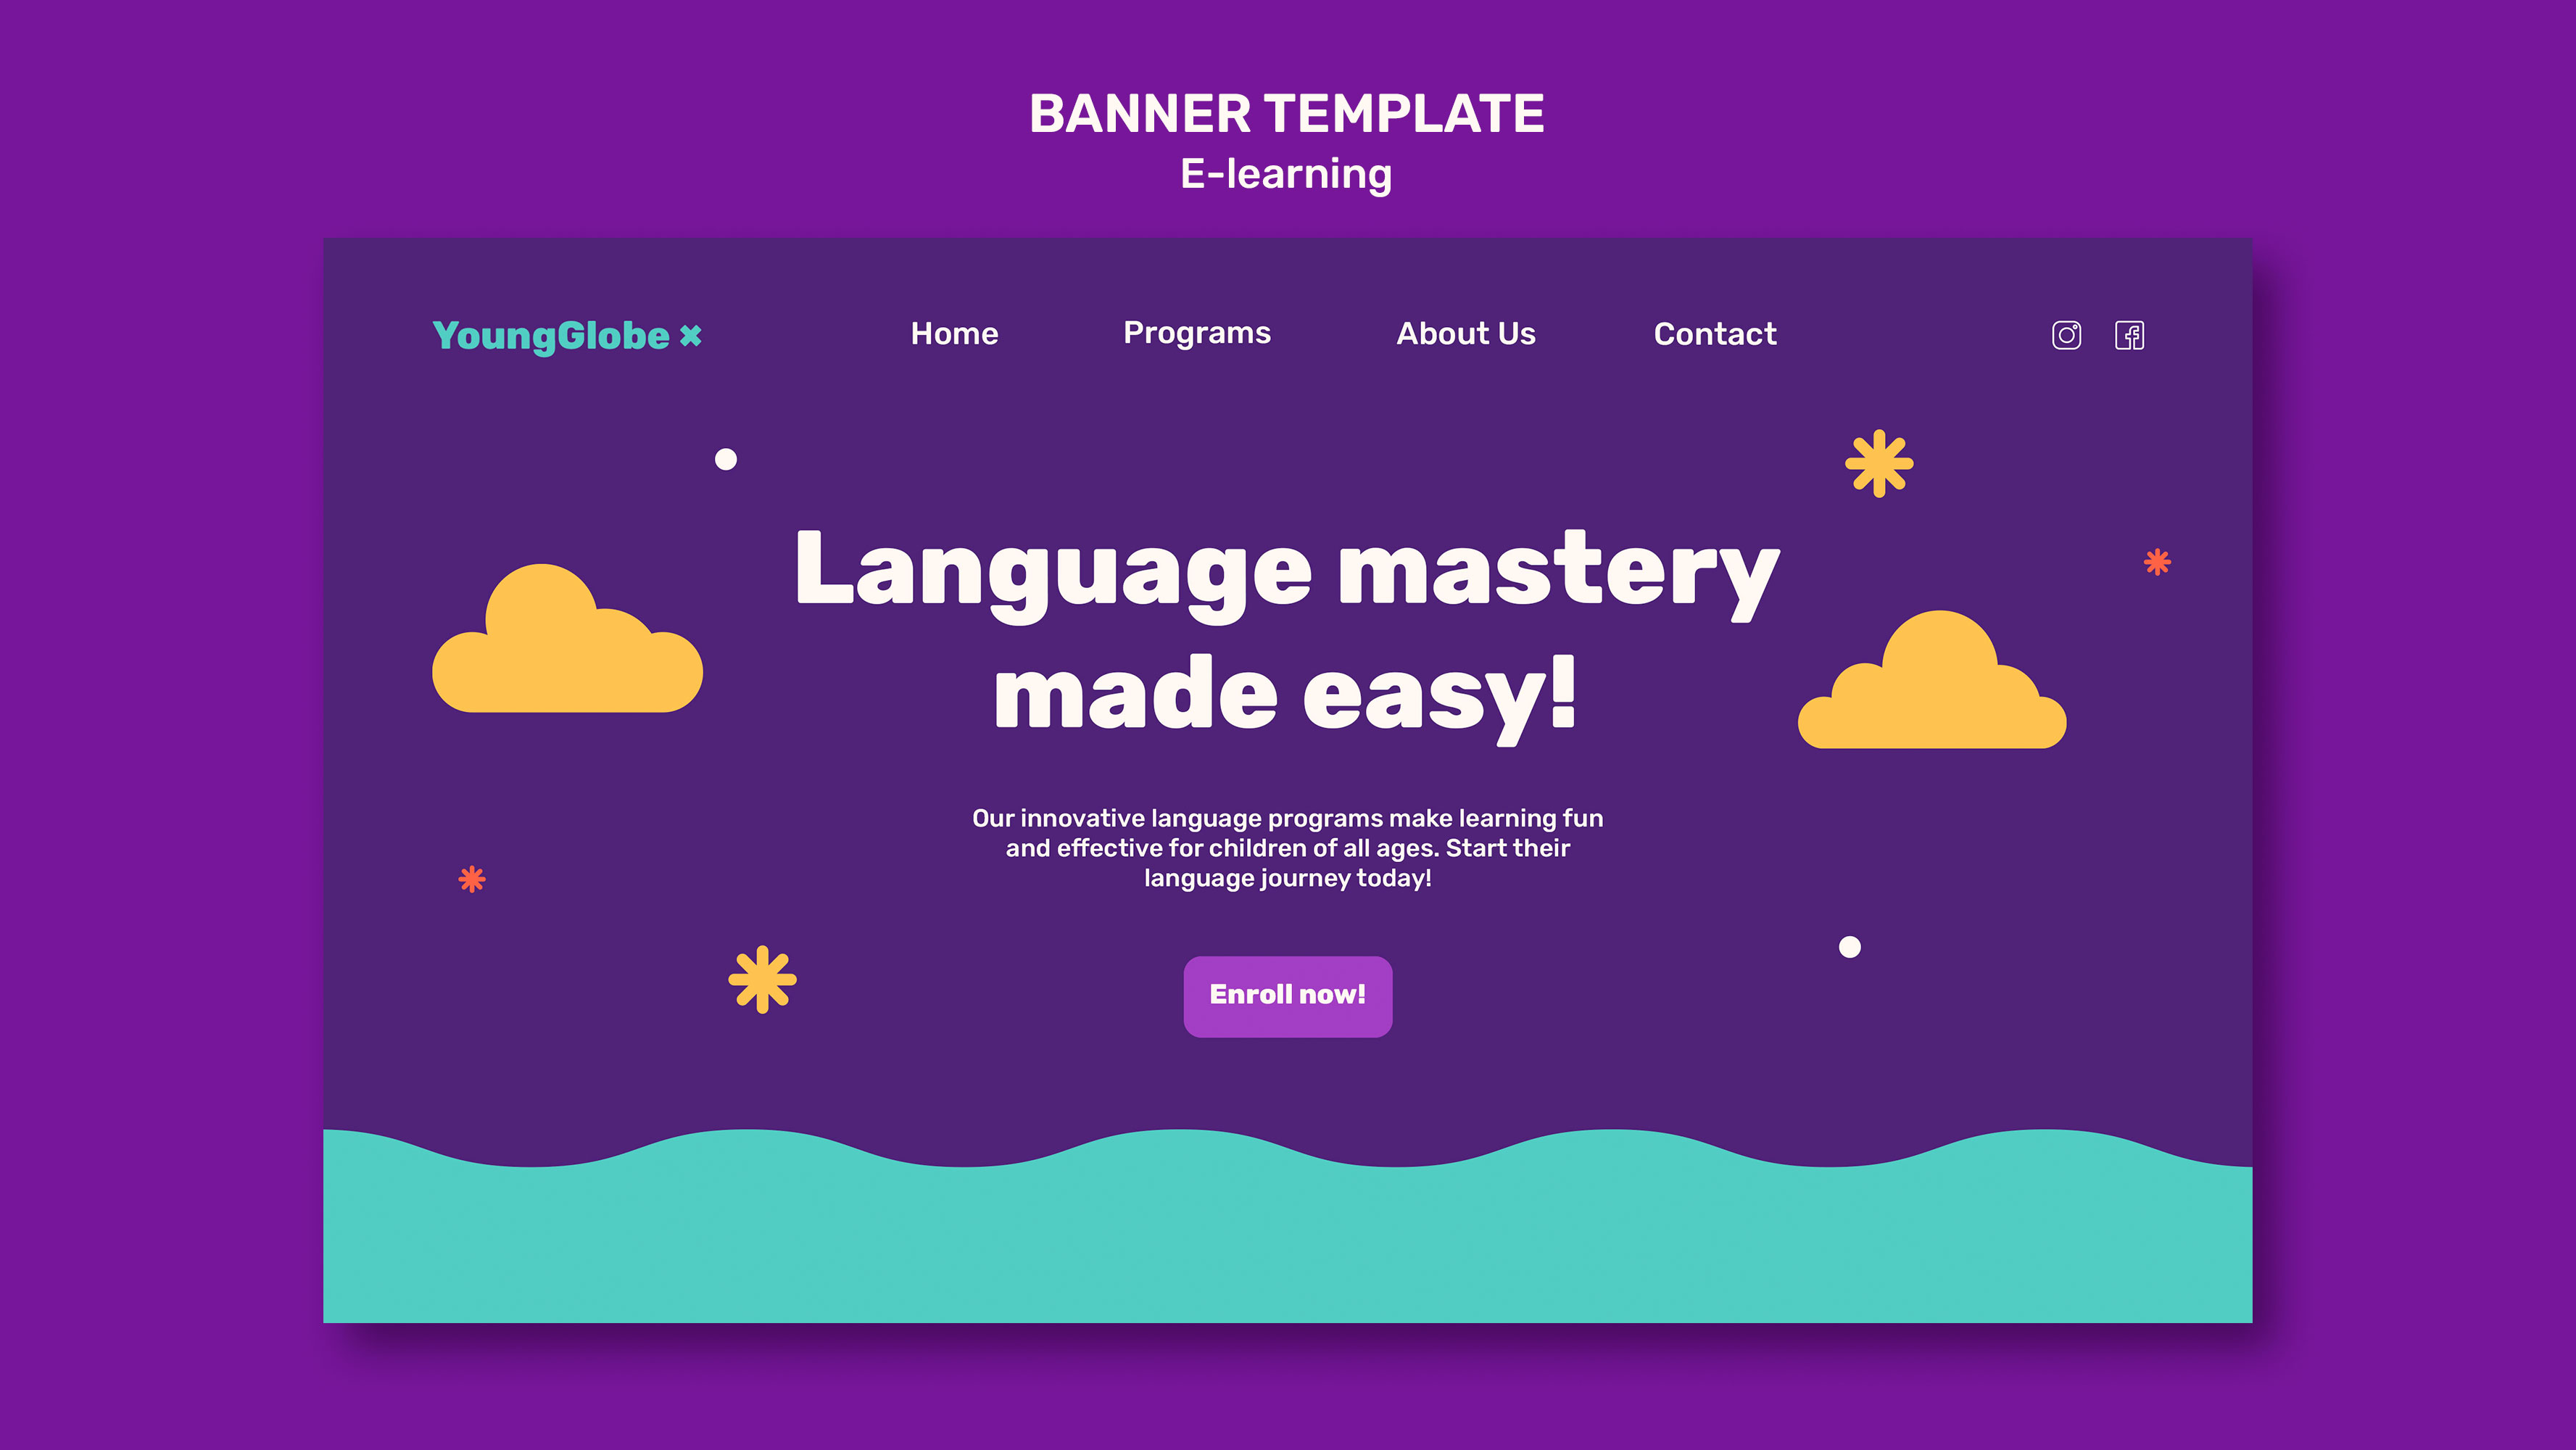 BANNER TEMPLATE
E-learning
YoungGlobe
Home Programs About Us Contact
Language mastery
made easy!
Our innovative language programs make learning fun
and effective for children of all ages. Start their
language journey today!
Enroll now!